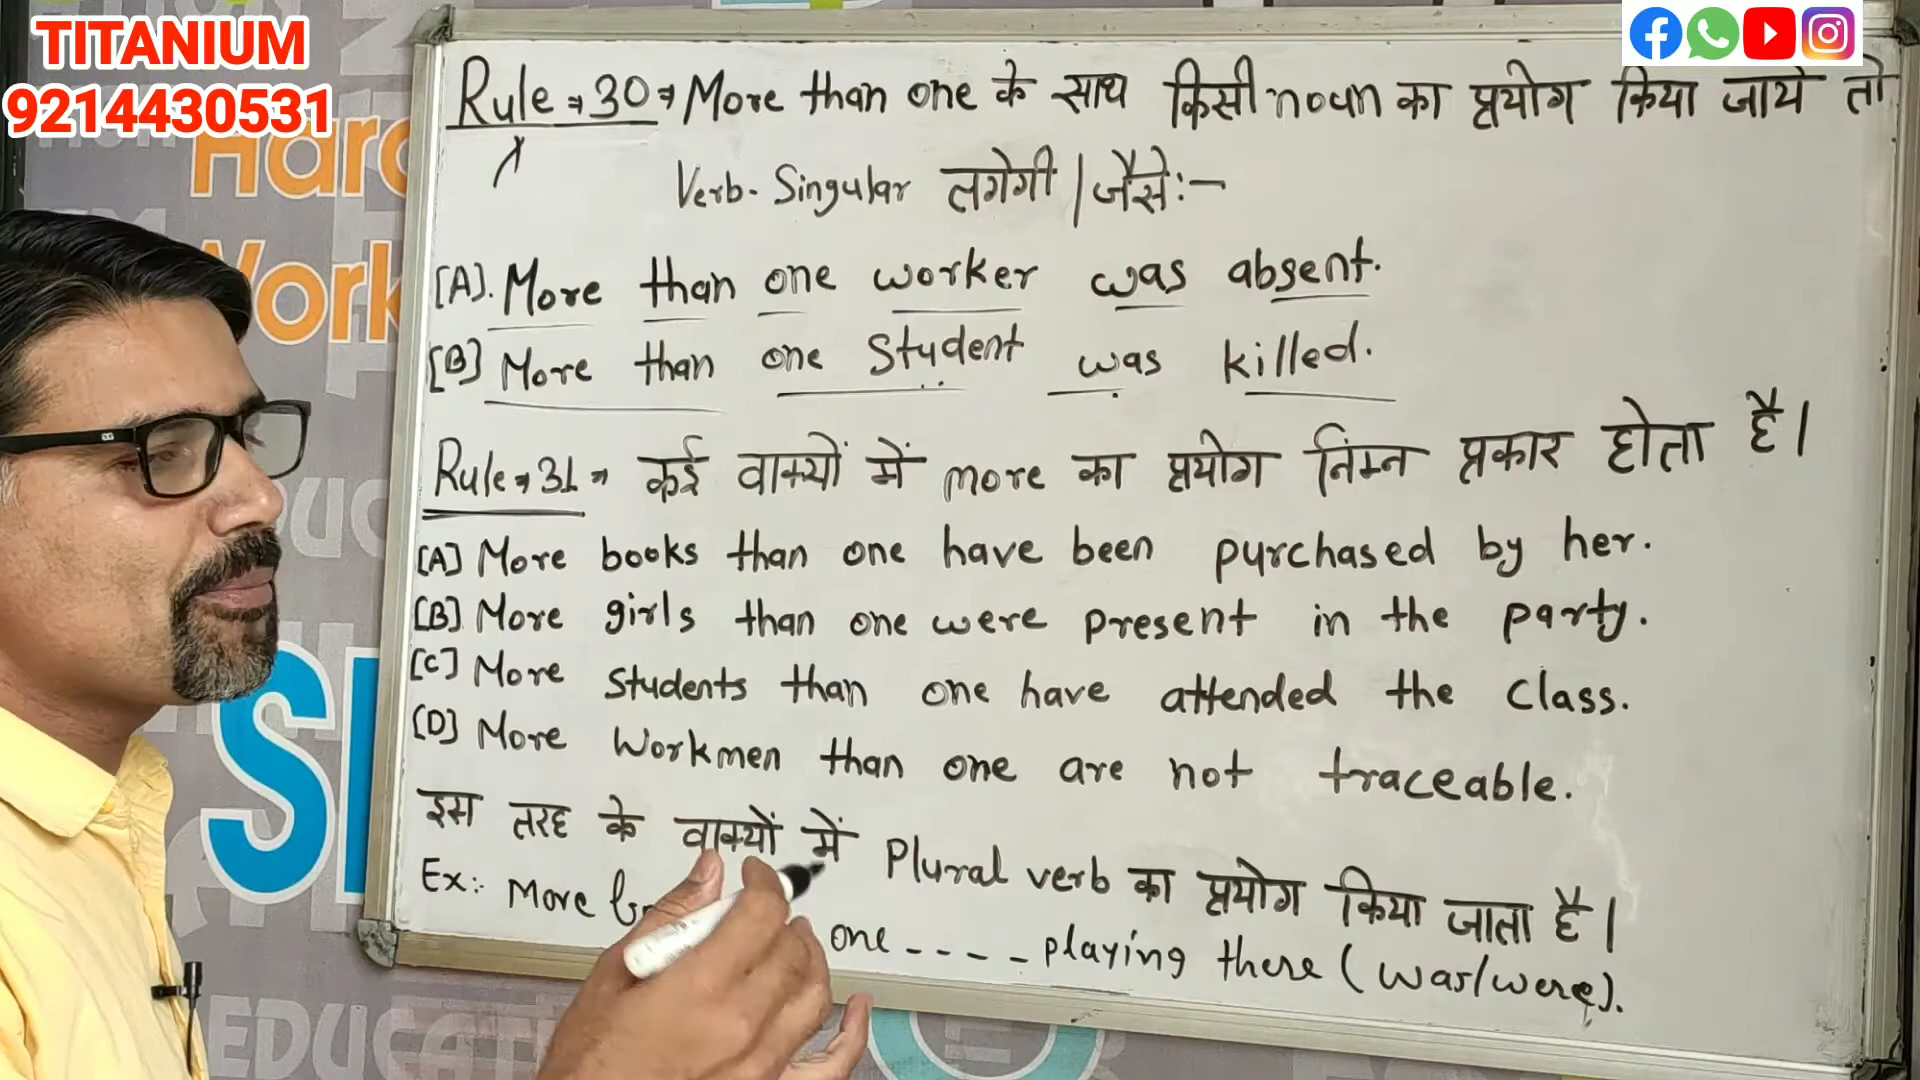 TITANIUM
9214430531
Rule → 30 → More than one के साथ किसी noun का प्रयोग किया जाये तो
Verb- Singular लगेगी | जैसे:-
[A]. More than one worker was absent.
[B] More than one student was killed.
Rule → 31 → कई वाक्यों में more का प्रयोग निम्न प्रकार होता है।
[A] More books than one have been purchased by her.
[B] More girls than one were present in the party.
[C] More students than one have attended the class.
[D] More workmen than one are not traceable.
इस तरह के वाक्यों में Plural verb का प्रयोग किया जाता है।
Ex:- More one ---- playing there (was/were).
Hard
Work
EDUCAT